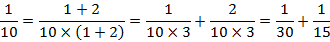 1/10 = (1 + 2)/(10 × (1 + 2)) = 1/(10 × 3) + 2/(10 × 3) = 1/30 + 1/15